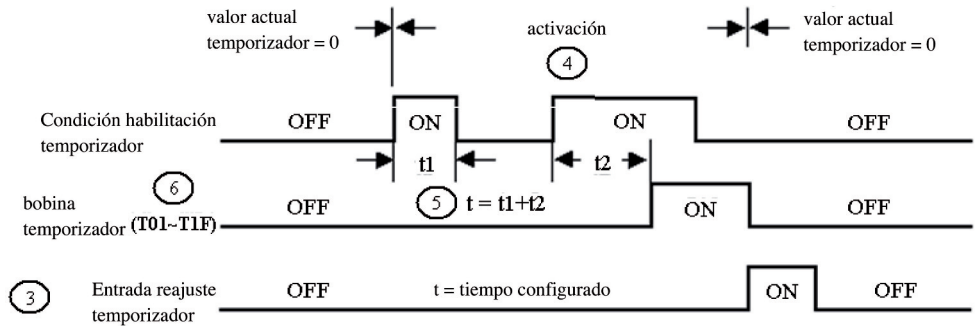 valor actual
temporizador = 0
activación
valor actual
temporizador = 0
4
Condición habilitación
temporizador
OFF
ON
ON
OFF
t1
t2
6
bobina
temporizador (T01~T1F)
OFF
5 t = t1+t2
ON
OFF
3
Entrada reajuste
temporizador
OFF
t = tiempo configurado
ON
OFF